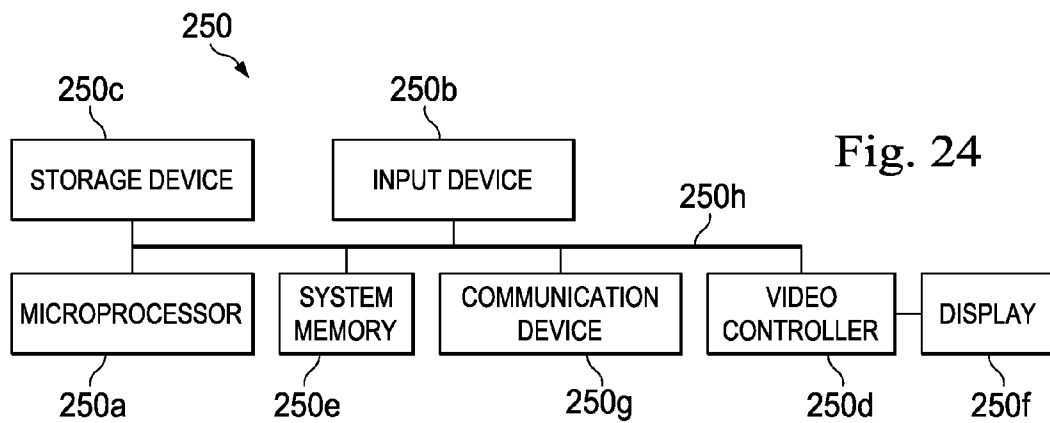 250
250c
250b
STORAGE DEVICE
INPUT DEVICE
Fig. 24
250h
MICROPROCESSOR
SYSTEM
MEMORY
COMMUNICATION
DEVICE
VIDEO
CONTROLLER
DISPLAY
250a
250e
250g
250d
250f